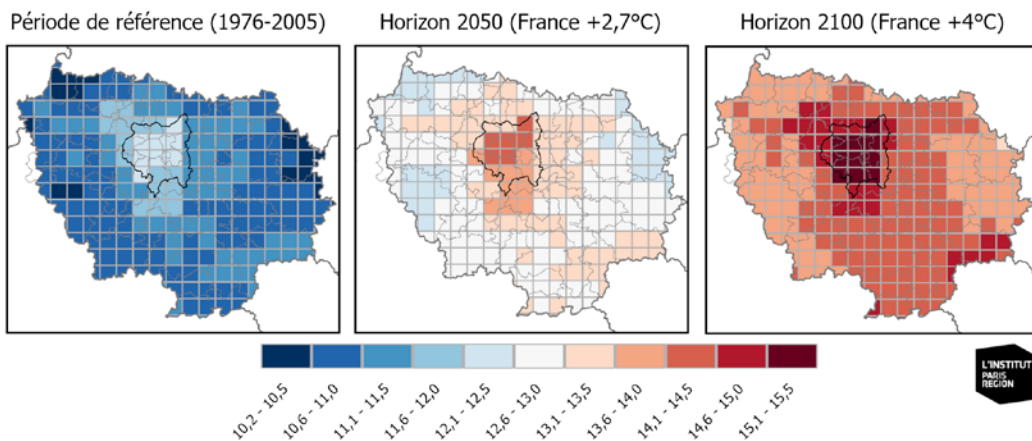 Période de référence (1976-2005)
Horizon 2050 (France +2,7°C)
Horizon 2100 (France +4°C)
10,2 - 10,5
10,6 - 11,0
11,1 - 11,5
11,6 - 12,0
12,1 - 12,5
12,6 - 13,0
13,1 - 13,5
13,6 - 14,0
14,1 - 14,5
14,6 - 15,0
15,1 - 15,5
L'INSTITUT
PARIS
REGION